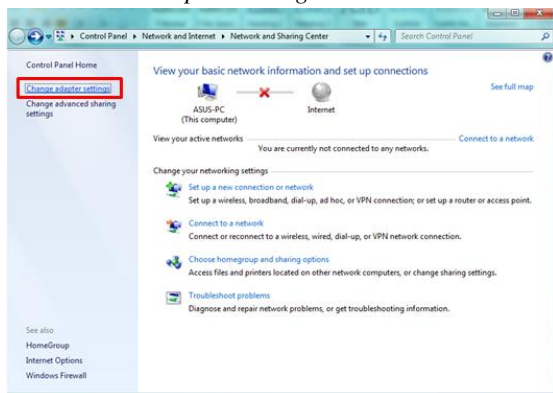 Control Panel ▸ Network and Internet ▸ Network and Sharing Center
Search Control Panel
Control Panel Home
Change adapter settings
Change advanced sharing
settings
See also
HomeGroup
Internet Options
Windows Firewall
View your basic network information and set up connections
See full map
ASUS-PC
(This computer)
Internet
View your active networks
Connect to a network
You are currently not connected to any networks.
Change your networking settings
Set up a new connection or network
Set up a wireless, broadband, dial-up, ad hoc, or VPN connection; or set up a router or access point.
Connect to a network
Connect or reconnect to a wireless, wired, dial-up, or VPN network connection.
Choose homegroup and sharing options
Access files and printers located on other network computers, or change sharing settings.
Troubleshoot problems
Diagnose and repair network problems, or get troubleshooting information.